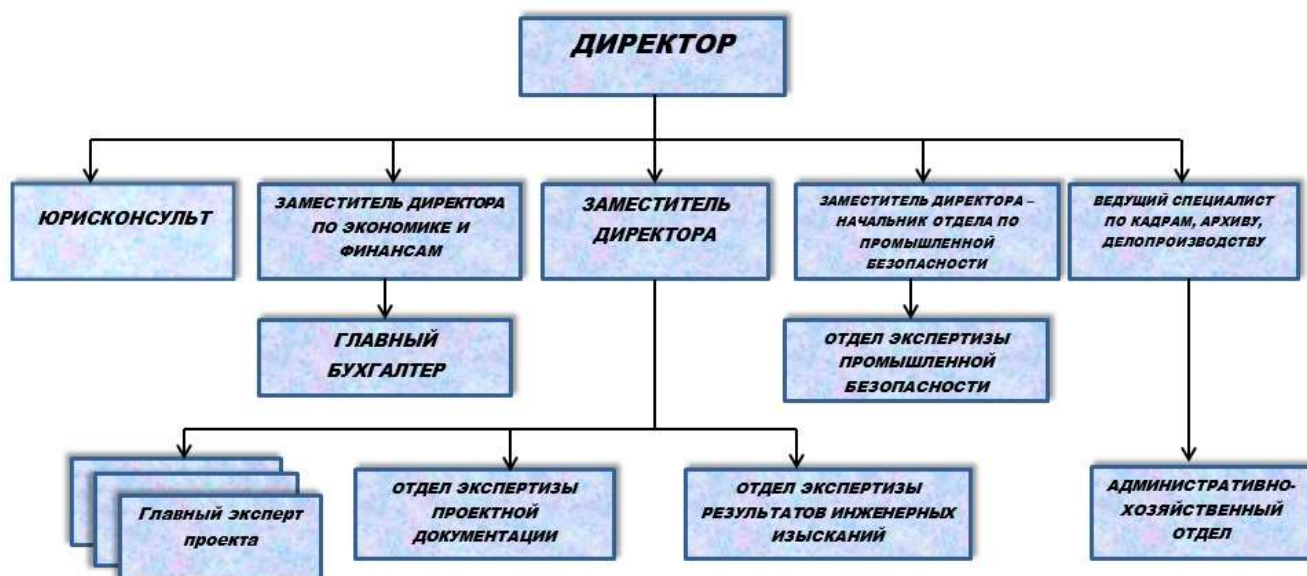 ДИРЕКТОР
ЮРИСКОНСУЛЬТ
ЗАМЕСТИТЕЛЬ ДИРЕКТОРА
ПО ЭКОНОМИКЕ И
ФИНАНСАМ
ЗАМЕСТИТЕЛЬ
ДИРЕКТОРА
ЗАМЕСТИТЕЛЬ ДИРЕКТОРА –
НАЧАЛЬНИК ОТДЕЛА ПО
ПРОМЫШЛЕННОЙ
БЕЗОПАСНОСТИ
ВЕДУЩИЙ СПЕЦИАЛИСТ
ПО КАДРАМ, АРХИВУ,
ДЕЛОПРОИЗВОДСТВУ
ГЛАВНЫЙ
БУХГАЛТЕР
ОТДЕЛ ЭКСПЕРТИЗЫ
ПРОМЫШЛЕННОЙ
БЕЗОПАСНОСТИ
Главный эксперт
проекта
ОТДЕЛ ЭКСПЕРТИЗЫ
ПРОЕКТНОЙ
ДОКУМЕНТАЦИИ
ОТДЕЛ ЭКСПЕРТИЗЫ
РЕЗУЛЬТАТОВ ИНЖЕНЕРНЫХ
ИЗЫСКАНИЙ
АДМИНИСТРАТИВНО-
ХОЗЯЙСТВЕННЫЙ
ОТДЕЛ